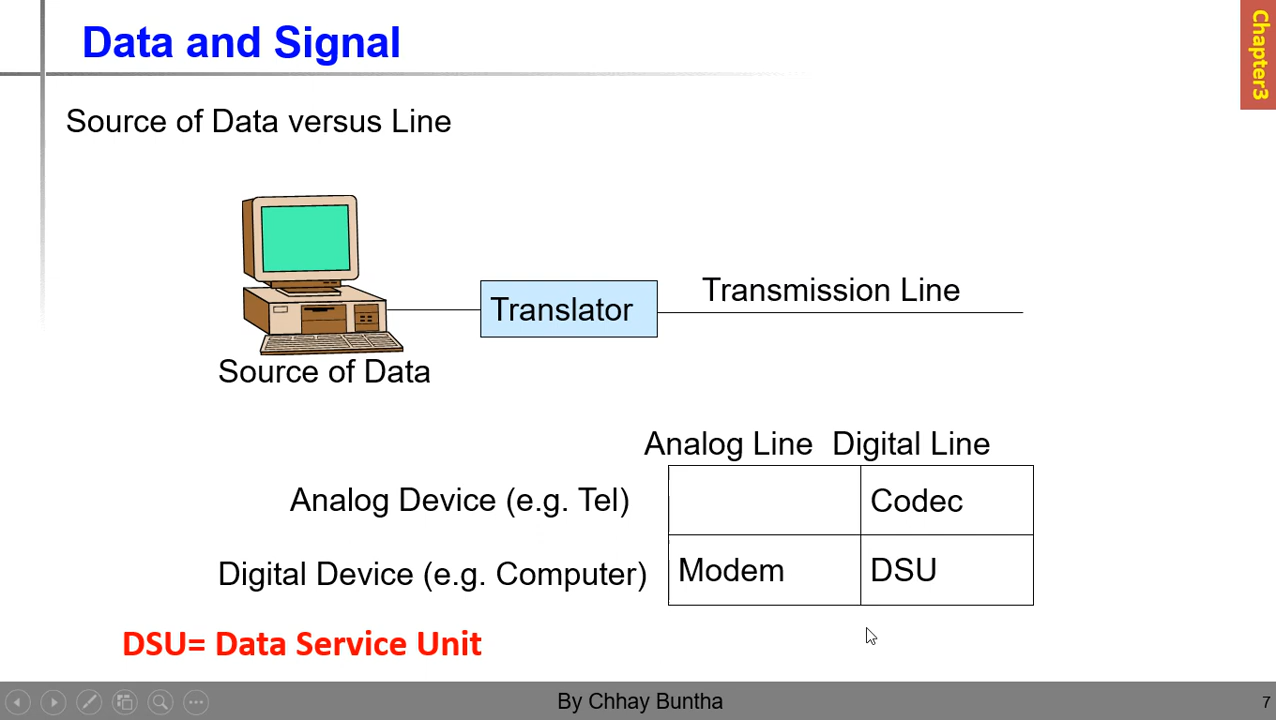 Data and Signal
Chapter3
Source of Data versus Line
Translator
Transmission Line
Source of Data
Analog Line Digital Line
Analog Device (e.g. Tel) Codec
Digital Device (e.g. Computer) Modem DSU
DSU= Data Service Unit
By Chhay Buntha
7